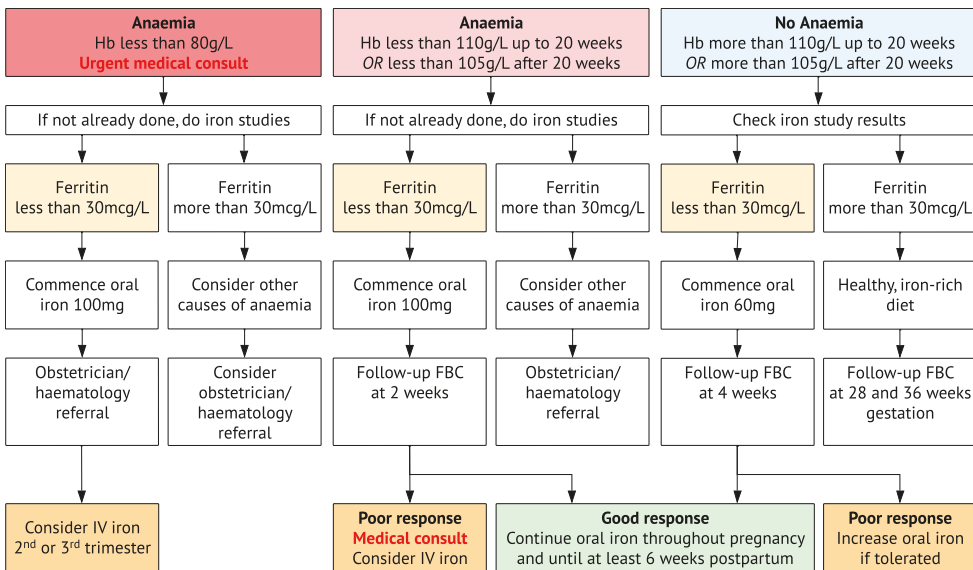 Anaemia
Hb less than 80g/L
Urgent medical consult
Anaemia
Hb less than 110g/L up to 20 weeks
OR less than 105g/L after 20 weeks
No Anaemia
Hb more than 110g/L up to 20 weeks
OR more than 105g/L after 20 weeks
If not already done, do iron studies
If not already done, do iron studies
Check iron study results
Ferritin
less than 30mcg/L
Ferritin
more than 30mcg/L
Ferritin
less than 30mcg/L
Ferritin
more than 30mcg/L
Ferritin
less than 30mcg/L
Ferritin
more than 30mcg/L
Commence oral
iron 100mg
Consider other
causes of anaemia
Commence oral
iron 100mg
Consider other
causes of anaemia
Commence oral
iron 60mg
Healthy, iron-rich
diet
Obstetrician/
haematology
referral
Consider
obstetrician/
haematology
referral
Follow-up FBC
at 2 weeks
Obstetrician/
haematology
referral
Follow-up FBC
at 4 weeks
Follow-up FBC
at 28 and 36 weeks
gestation
Consider IV iron
2nd or 3rd trimester
Poor response
Medical consult
Consider IV iron
Good response
Continue oral iron throughout pregnancy
and until at least 6 weeks postpartum
Poor response
Increase oral iron
if tolerated